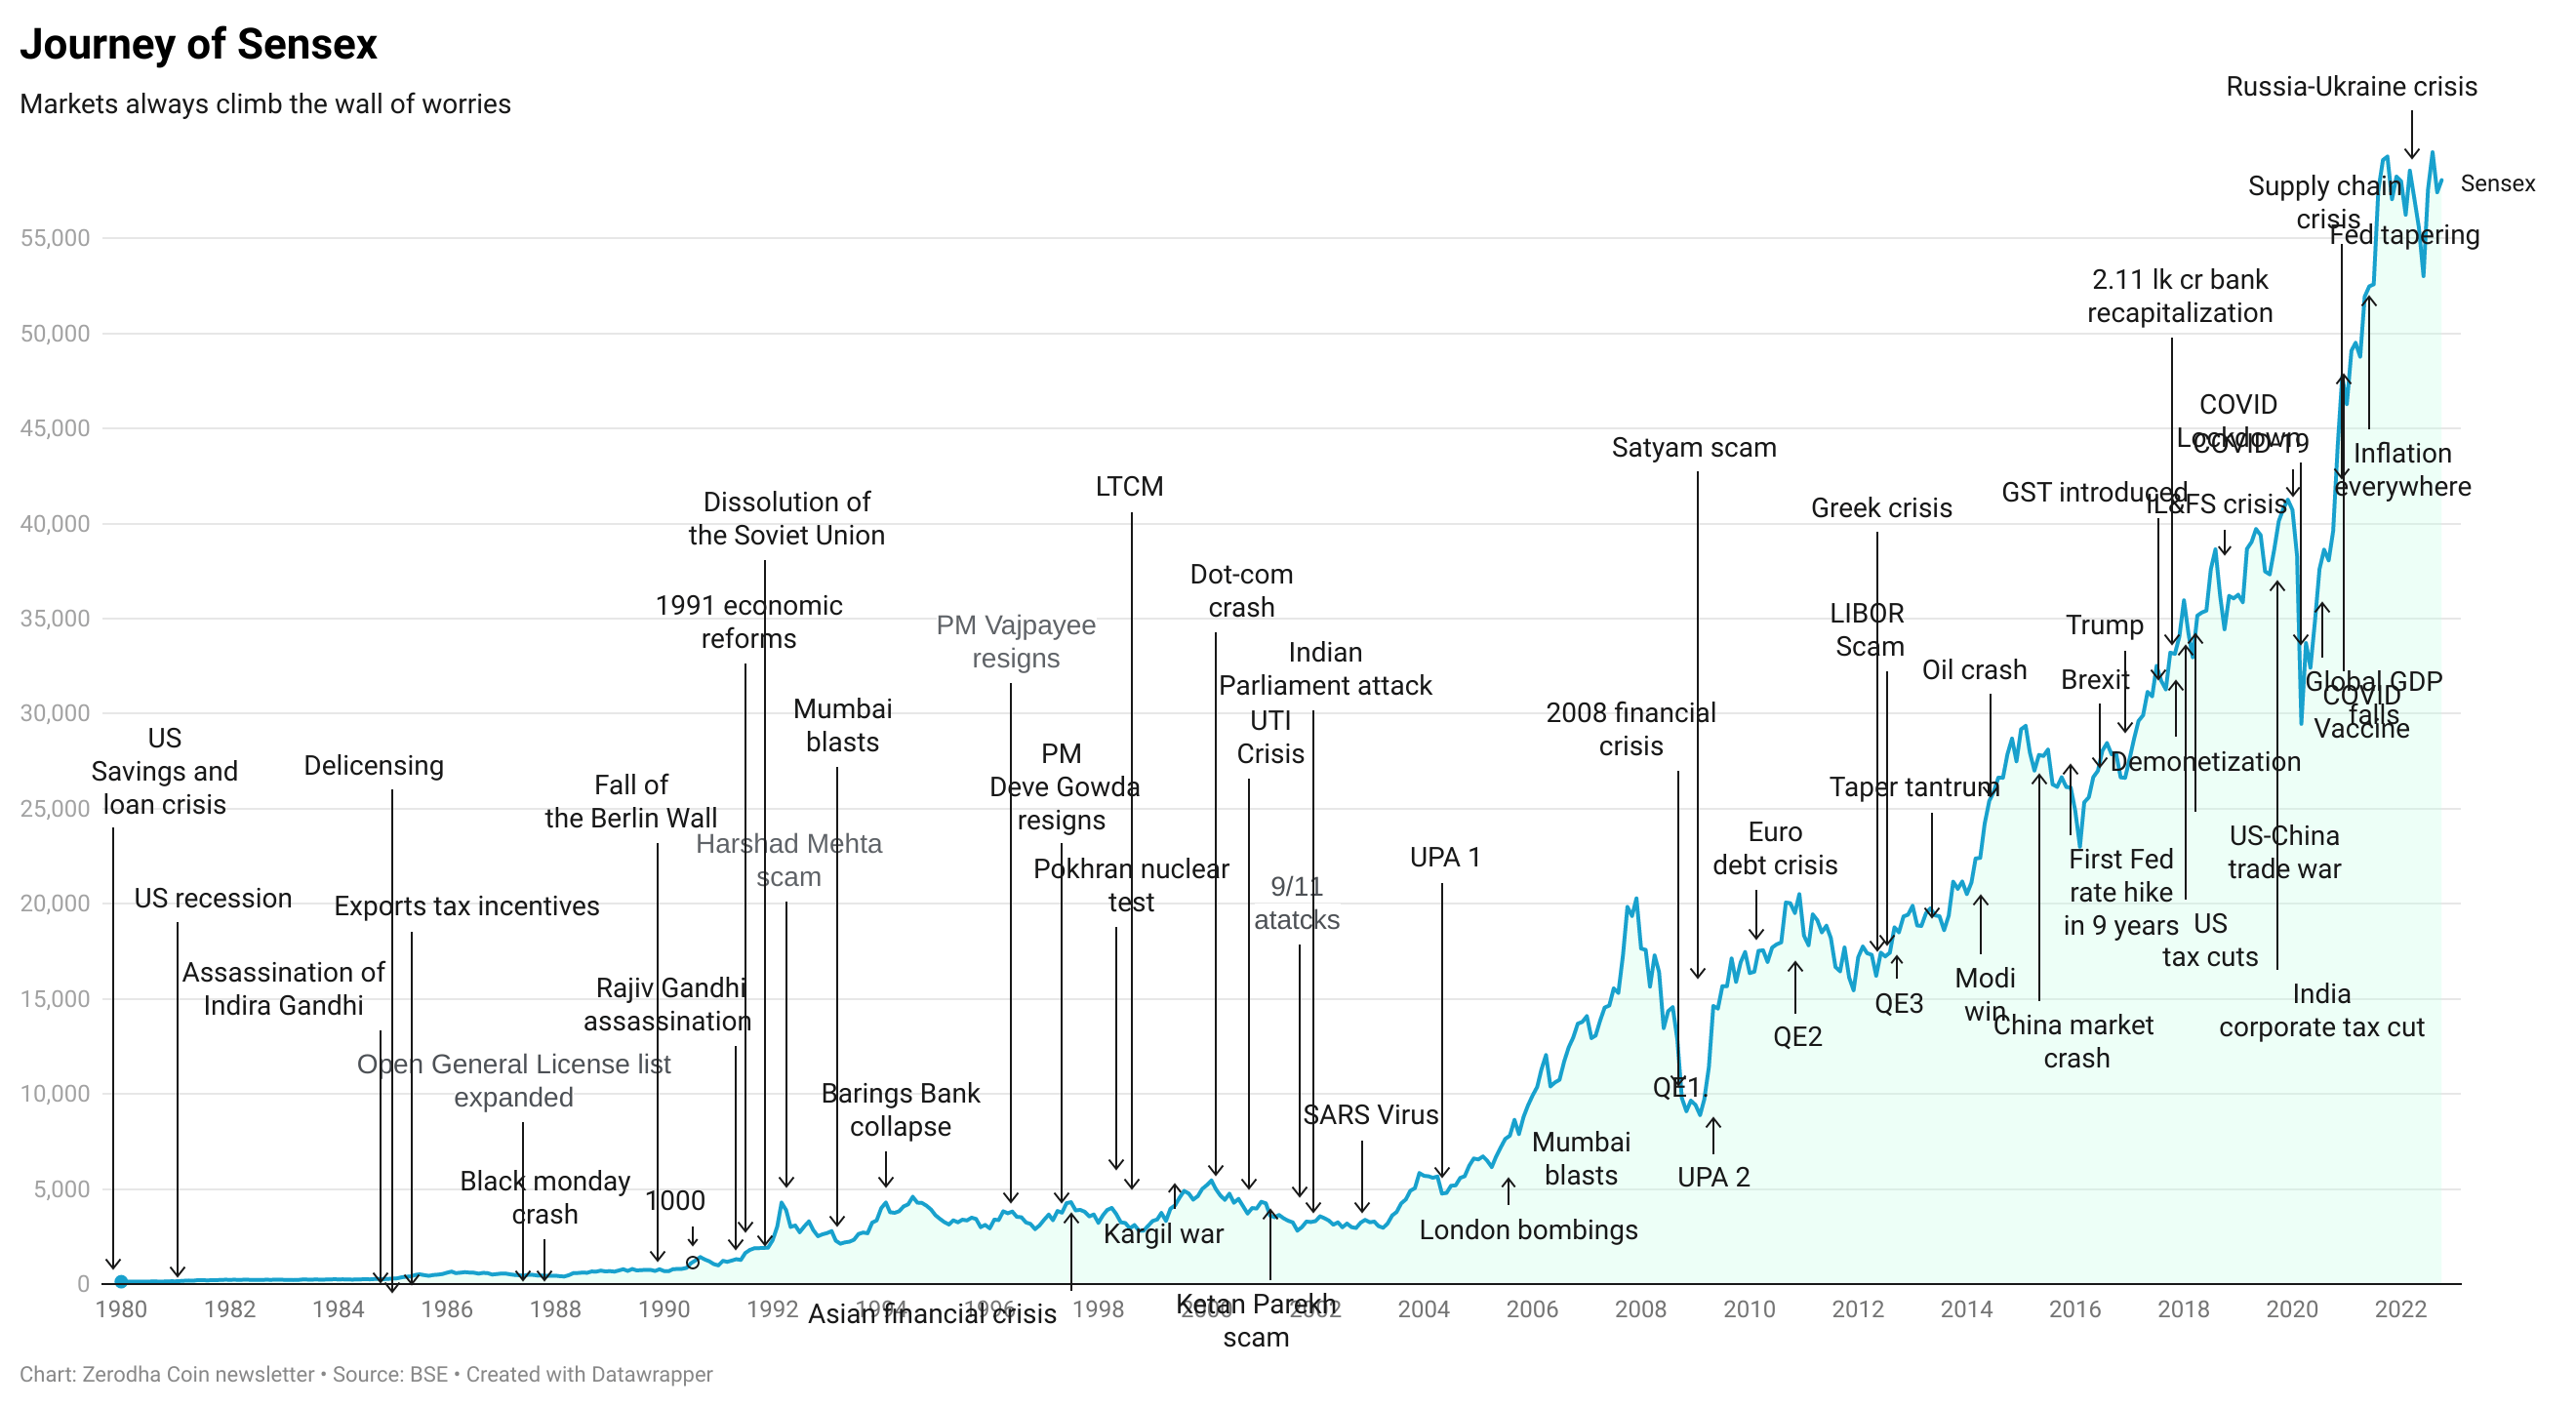 Journey of Sensex
Markets always climb the wall of worries
Russia-Ukraine crisis
Sensex
Supply chain
crisis
Fed tapering
55,000
2.11 lk cr bank
recapitalization
50,000
COVID
Lockdown
COVID-19
45,000
Inflation
everywhere
Satyam scam
LTCM
GST introduced
IL&FS crisis
Greek crisis
Dissolution of
the Soviet Union
40,000
Dot-com
crash
1991 economic
reforms
LIBOR
Scam
35,000
PM Vajpayee
resigns
Trump
Indian
Parliament attack
Oil crash
Brexit
Global GDP
falls
COVID
Vaccine
30,000
Mumbai
blasts
2008 financial
crisis
UTI
Crisis
US
Savings and
loan crisis
Delicensing
PM
Deve Gowda
resigns
Demonetization
Fall of
the Berlin Wall
Taper tantrum
25,000
Harshad Mehta
scam
Euro
debt crisis
US-China
trade war
UPA 1
First Fed
rate hike
in 9 years
Pokhran nuclear
test
9/11
atatcks
US recession
Exports tax incentives
20,000
US
tax cuts
Assassination of
Indira Gandhi
Modi
win
Rajiv Gandhi
assassination
QE3
India
corporate tax cut
15,000
China market
crash
QE2
Open General License list
expanded
QE1
Barings Bank
collapse
10,000
SARS Virus
Mumbai
blasts
UPA 2
Black monday
crash
1000
5,000
Kargil war
London bombings
0
1980 1982 1984 1986 1988 1990 1992 1994 1996 1998 2000 2002 2004 2006 2008 2010 2012 2014 2016 2018 2020 2022
Asian financial crisis
Ketan Parekh
scam
Chart: Zerodha Coin newsletter • Source: BSE • Created with Datawrapper